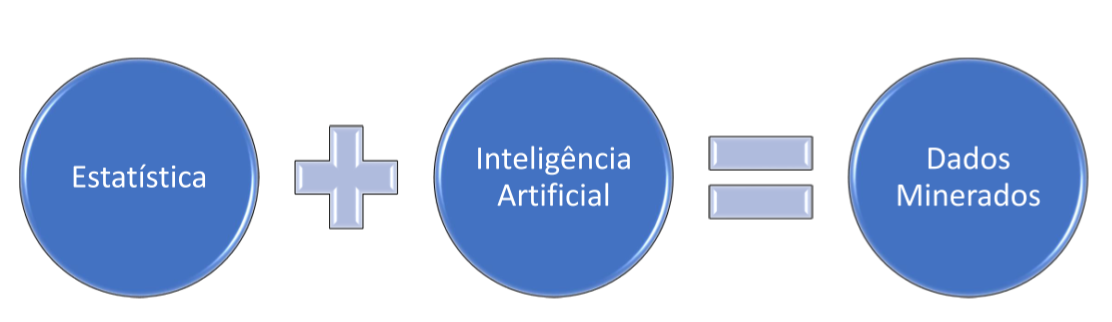 Estatística
Inteligência
Artificial
Dados
Minerados